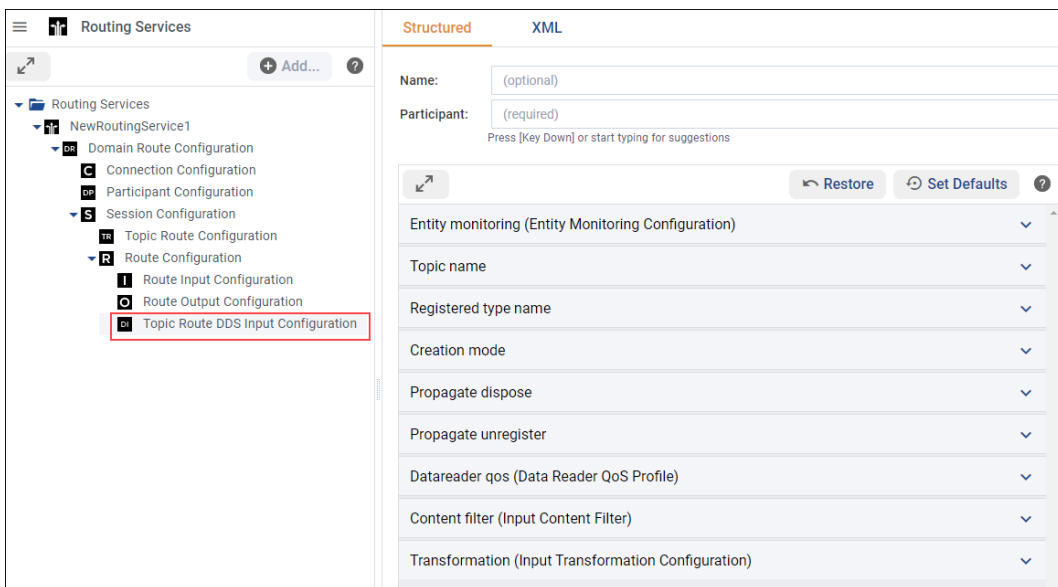 Routing Services
Add...
Routing Services
NewRoutingService1
DR Domain Route Configuration
C Connection Configuration
DP Participant Configuration
S Session Configuration
TR Topic Route Configuration
R Route Configuration
I Route Input Configuration
O Route Output Configuration
DI Topic Route DDS Input Configuration
Structured XML
Name: (optional)
Participant: (required)
Press [Key Down] or start typing for suggestions
Restore Set Defaults
Entity monitoring (Entity Monitoring Configuration)
Topic name
Registered type name
Creation mode
Propagate dispose
Propagate unregister
Datareader qos (Data Reader QoS Profile)
Content filter (Input Content Filter)
Transformation (Input Transformation Configuration)